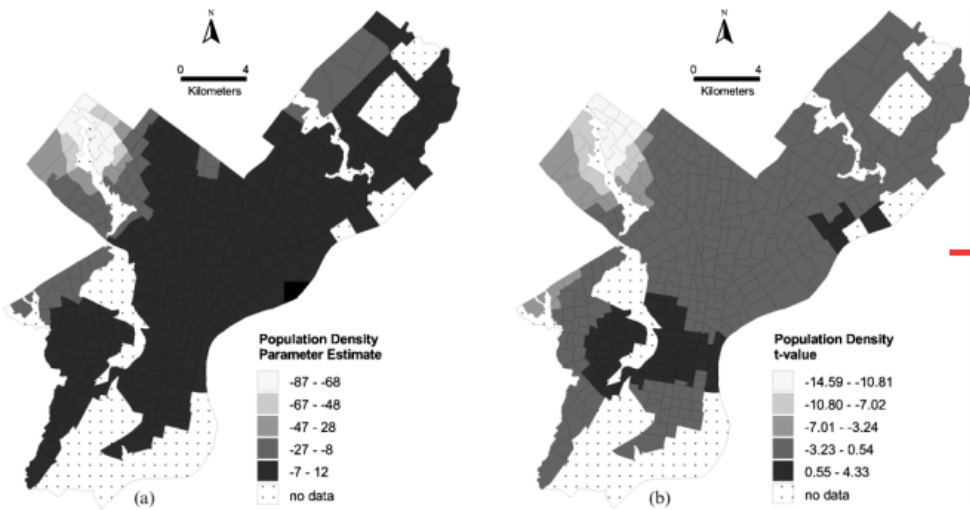 N
0 4
Kilometers
Population Density
Parameter Estimate
-87 - -68
-67 - -48
-47 - 28
-27 - -8
-7 - 12
no data
(a)
N
0 4
Kilometers
Population Density
t-value
-14.59 - -10.81
-10.80 - -7.02
-7.01 - -3.24
-3.23 - 0.54
0.55 - 4.33
no data
(b)